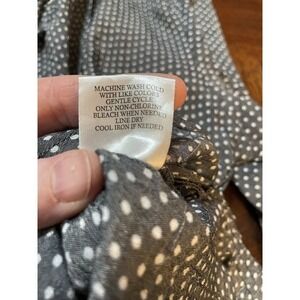 MACHINE WASH COLD
WITH LIKE COLORS
GENTLE CYCLE
ONLY NON-CHLORINE
BLEACH WHEN NEEDED
LINE DRY
COOL IRON IF NEEDED